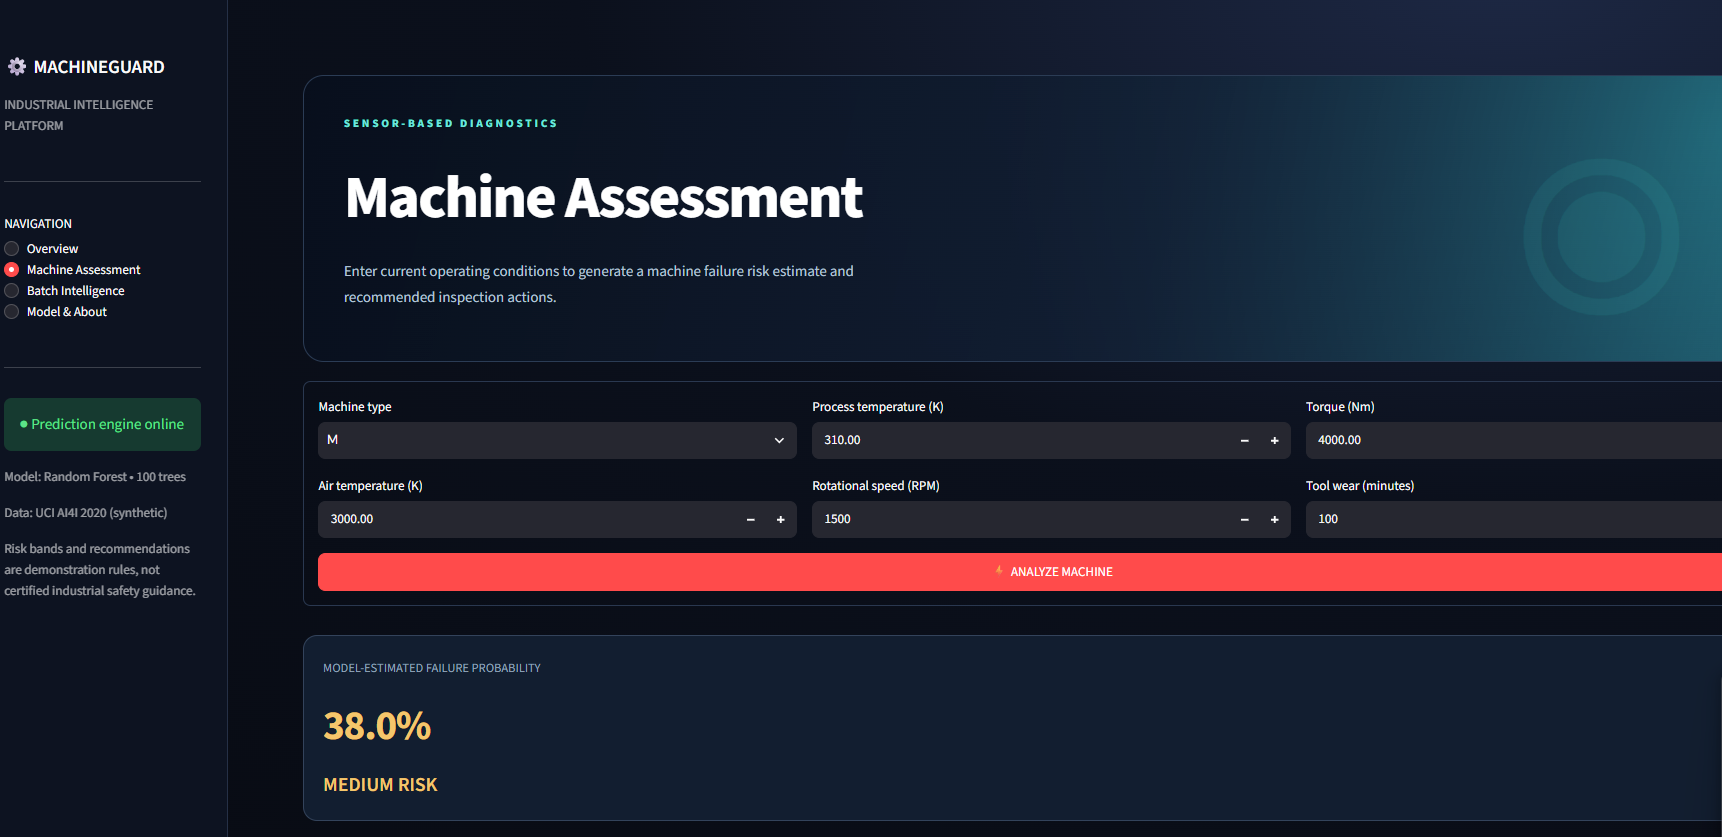 MACHINEGUARD
INDUSTRIAL INTELLIGENCE
PLATFORM
NAVIGATION
Overview
Machine Assessment
Batch Intelligence
Model & About
● Prediction engine online
Model: Random Forest • 100 trees
Data: UCI AI4I 2020 (synthetic)
Risk bands and recommendations
are demonstration rules, not
certified industrial safety guidance.
SENSOR-BASED DIAGNOSTICS
Machine Assessment
Enter current operating conditions to generate a machine failure risk estimate and
recommended inspection actions.
Machine type
M
Process temperature (K)
310.00
Torque (Nm)
4000.00
Air temperature (K)
3000.00
Rotational speed (RPM)
1500
Tool wear (minutes)
100
ANALYZE MACHINE
MODEL-ESTIMATED FAILURE PROBABILITY
38.0%
MEDIUM RISK